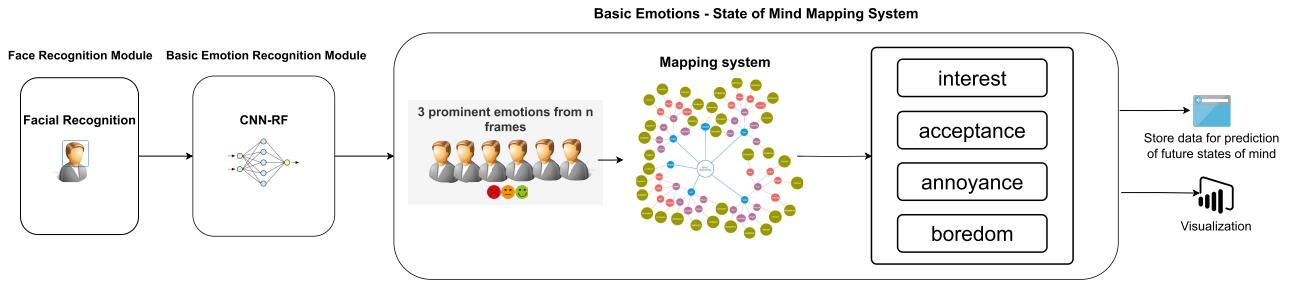 Basic Emotions - State of Mind Mapping System
Face Recognition Module
Basic Emotion Recognition Module
Facial Recognition
CNN-RF
3 prominent emotions from n
frames
Mapping system
interest
acceptance
annoyance
boredom
Store data for prediction
of future states of mind
Visualization